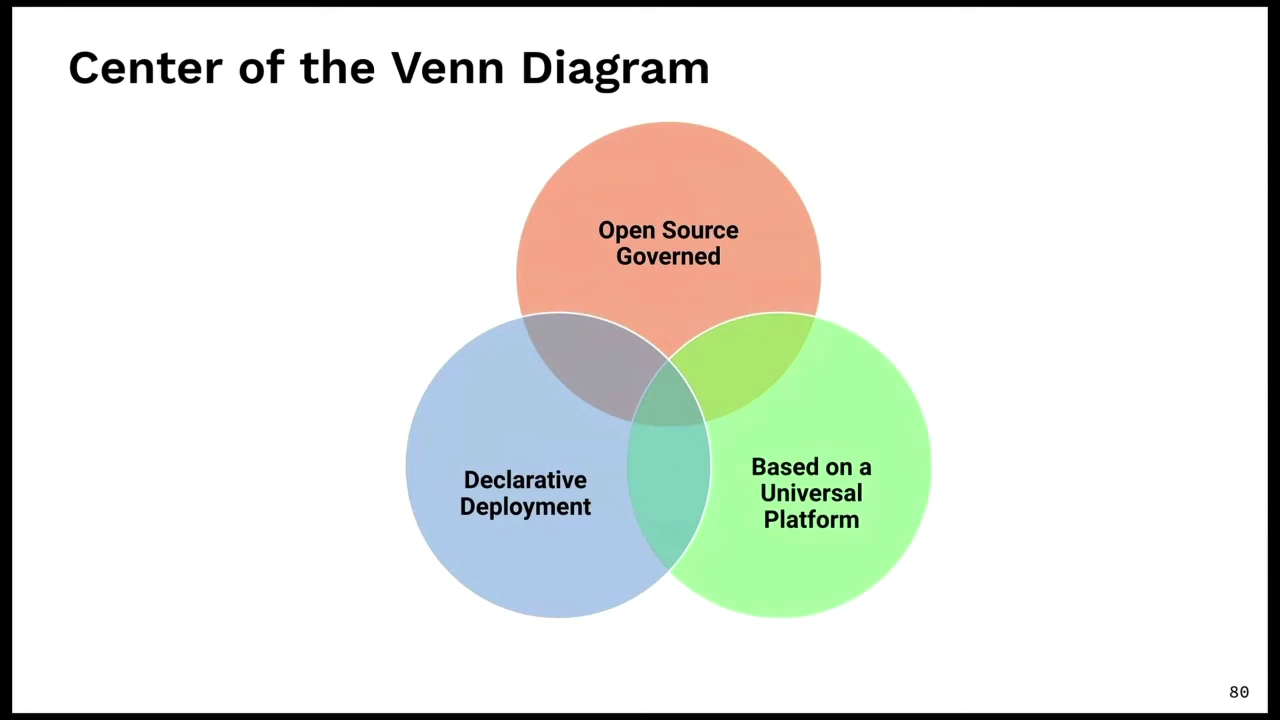 Center of the Venn Diagram
Open Source
Governed
Declarative
Deployment
Based on a
Universal
Platform
80